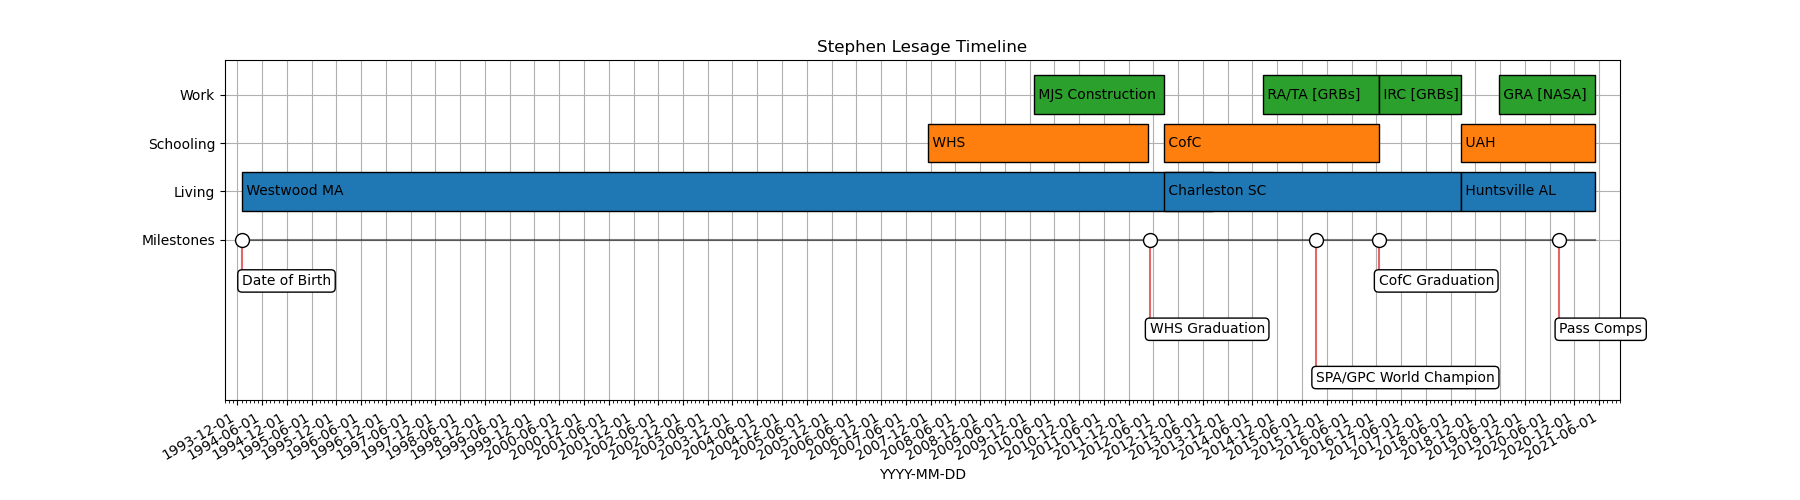 Stephen Lesage Timeline
Work
MJS Construction
RA/TA [GRBs]
IRC [GRBs]
GRA [NASA]
Schooling
WHS
CofC
UAH
Living
Westwood MA
Charleston SC
Huntsville AL
Milestones
Date of Birth
CofC Graduation
WHS Graduation
Pass Comps
SPA/GPC World Champion
1993-12-01
1994-06-01
1994-12-01
1995-06-01
1995-12-01
1996-06-01
1996-12-01
1997-06-01
1997-12-01
1998-06-01
1998-12-01
1999-06-01
1999-12-01
2000-06-01
2000-12-01
2001-06-01
2001-12-01
2002-06-01
2002-12-01
2003-06-01
2003-12-01
2004-06-01
2004-12-01
2005-06-01
2005-12-01
2006-06-01
2006-12-01
2007-06-01
2007-12-01
2008-06-01
2008-12-01
2009-06-01
2009-12-01
2010-06-01
2010-12-01
2011-06-01
2011-12-01
2012-06-01
2012-12-01
2013-06-01
2013-12-01
2014-06-01
2014-12-01
2015-06-01
2015-12-01
2016-06-01
2016-12-01
2017-06-01
2017-12-01
2018-06-01
2018-12-01
2019-06-01
2019-12-01
2020-06-01
2020-12-01
2021-06-01
YYYY-MM-DD